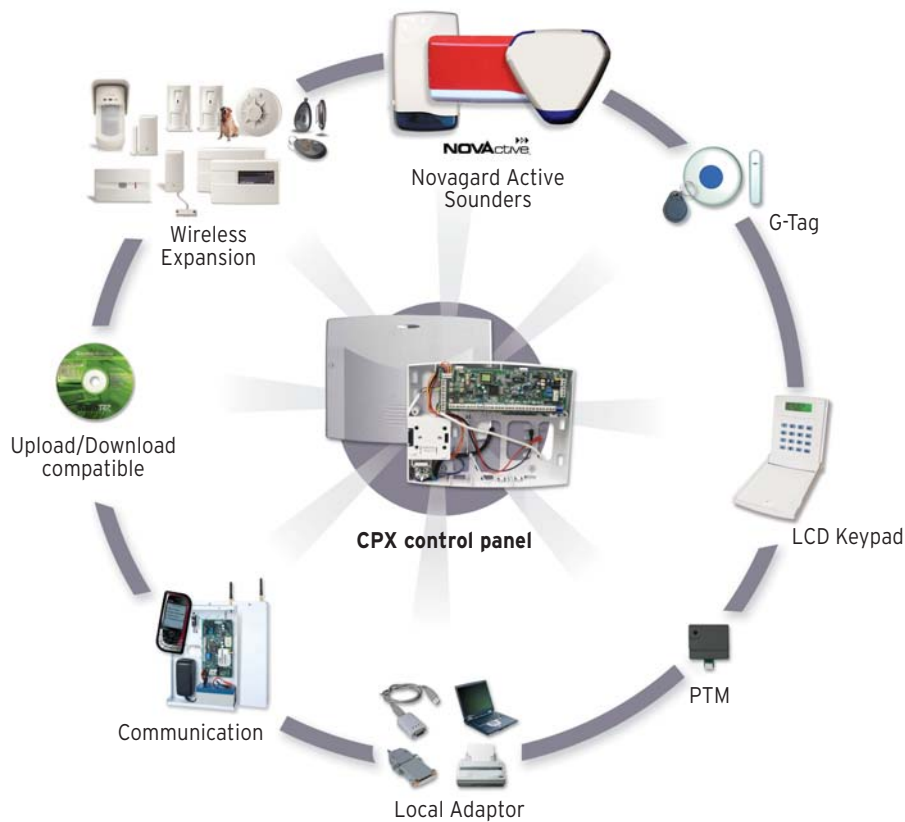 NOVActive
Novagard Active
Sounders
G-Tag
Wireless
Expansion
Upload/Download
compatible
CPX control panel
LCD Keypad
PTM
Communication
Local Adaptor